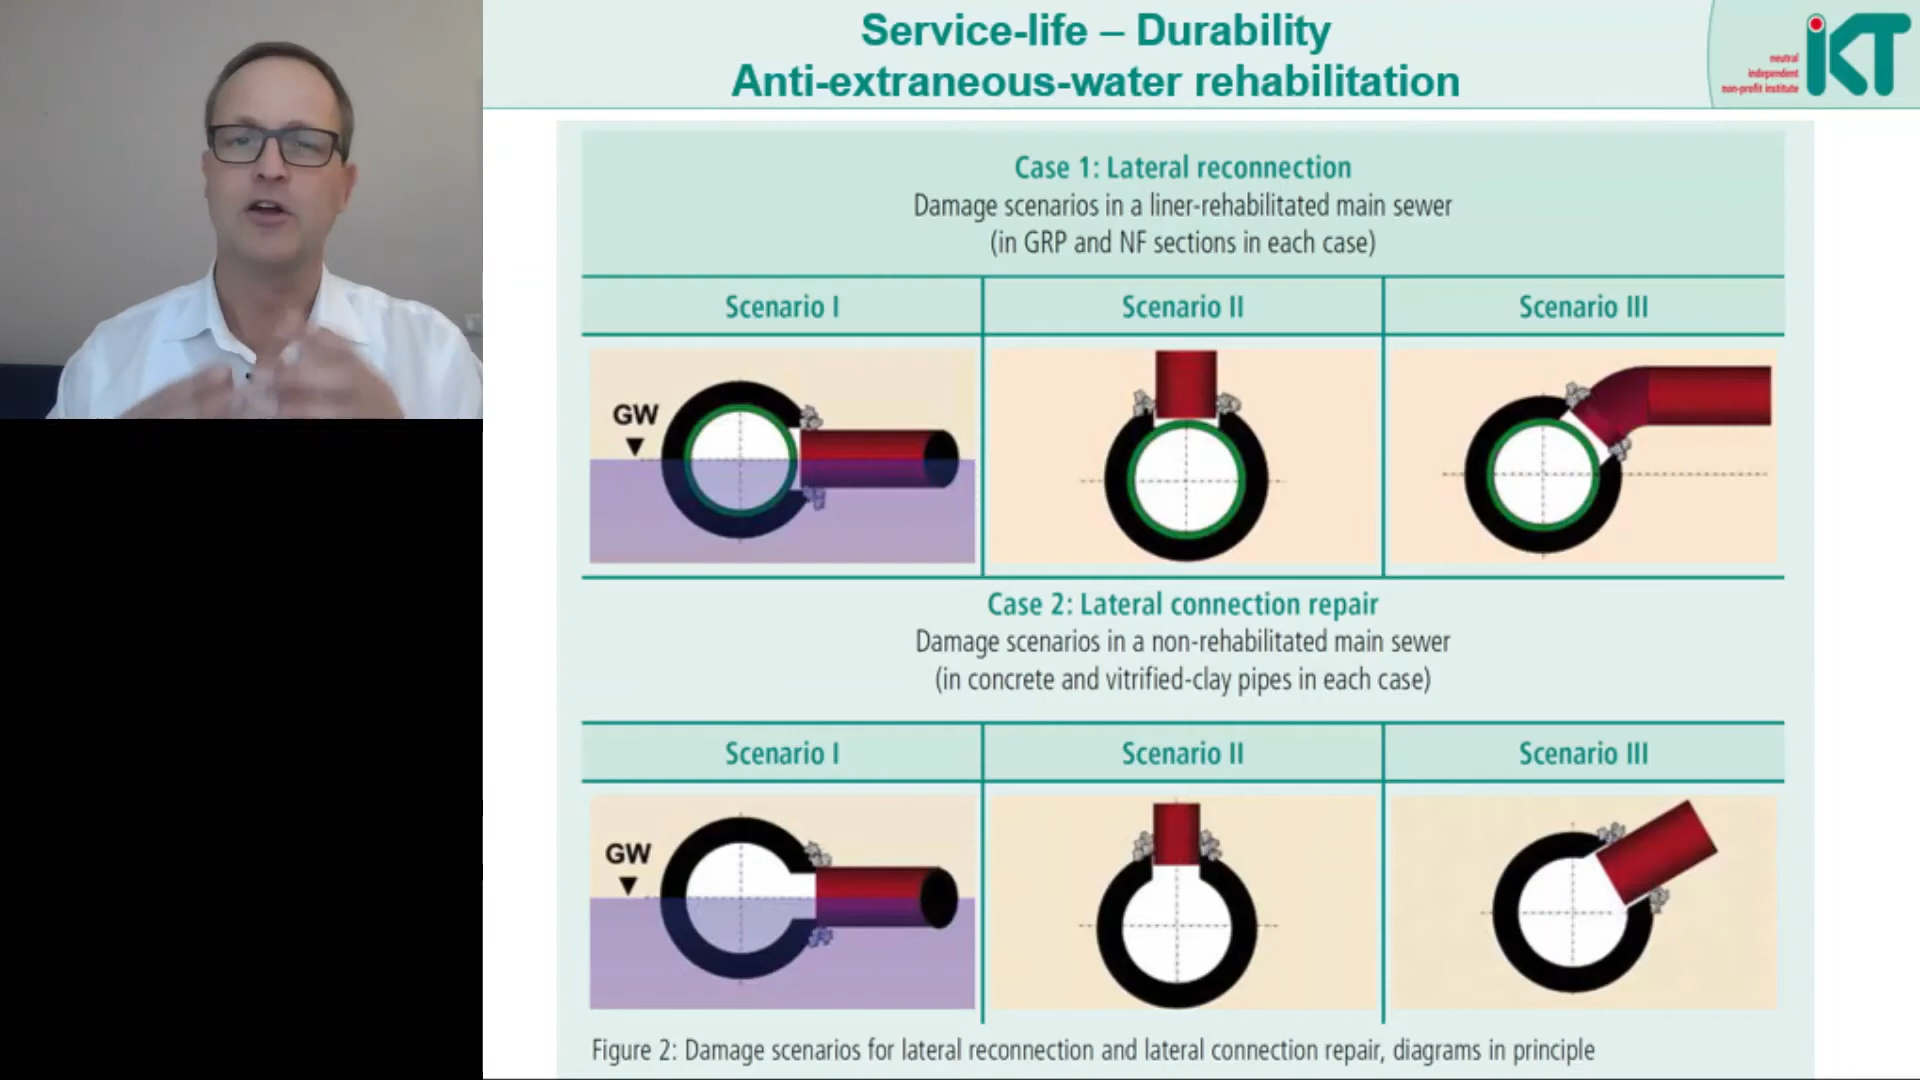 Service-life – Durability
Anti-extraneous-water rehabilitation
neutral
independent
non-profit institute
iKT
Case 1: Lateral reconnection
Damage scenarios in a liner-rehabilitated main sewer
(in GRP and NF sections in each case)
Scenario I
Scenario II
Scenario III
GW
Case 2: Lateral connection repair
Damage scenarios in a non-rehabilitated main sewer
(in concrete and vitrified-clay pipes in each case)
Scenario I
Scenario II
Scenario III
GW
Figure 2: Damage scenarios for lateral reconnection and lateral connection repair, diagrams in principle